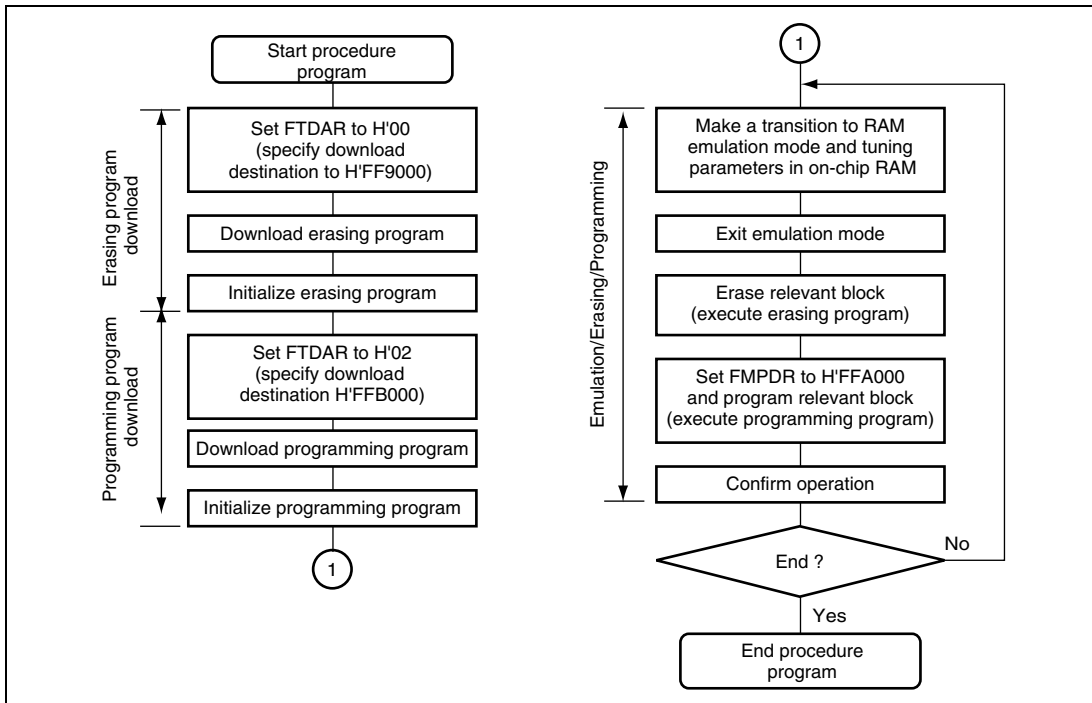 Start procedure
program
Erasing program
download
Set FTDAR to H'00
(specify download
destination to H'FF9000)
Download erasing program
Initialize erasing program
Programming program
download
Set FTDAR to H'02
(specify download
destination H'FFB000)
Download programming program
Initialize programming program
1
1
Emulation/Erasing/Programming
Make a transition to RAM
emulation mode and tuning
parameters in on-chip RAM
Exit emulation mode
Erase relevant block
(execute erasing program)
Set FMPDR to H'FFA000
and program relevant block
(execute programming program)
Confirm operation
End ?
No
Yes
End procedure
program